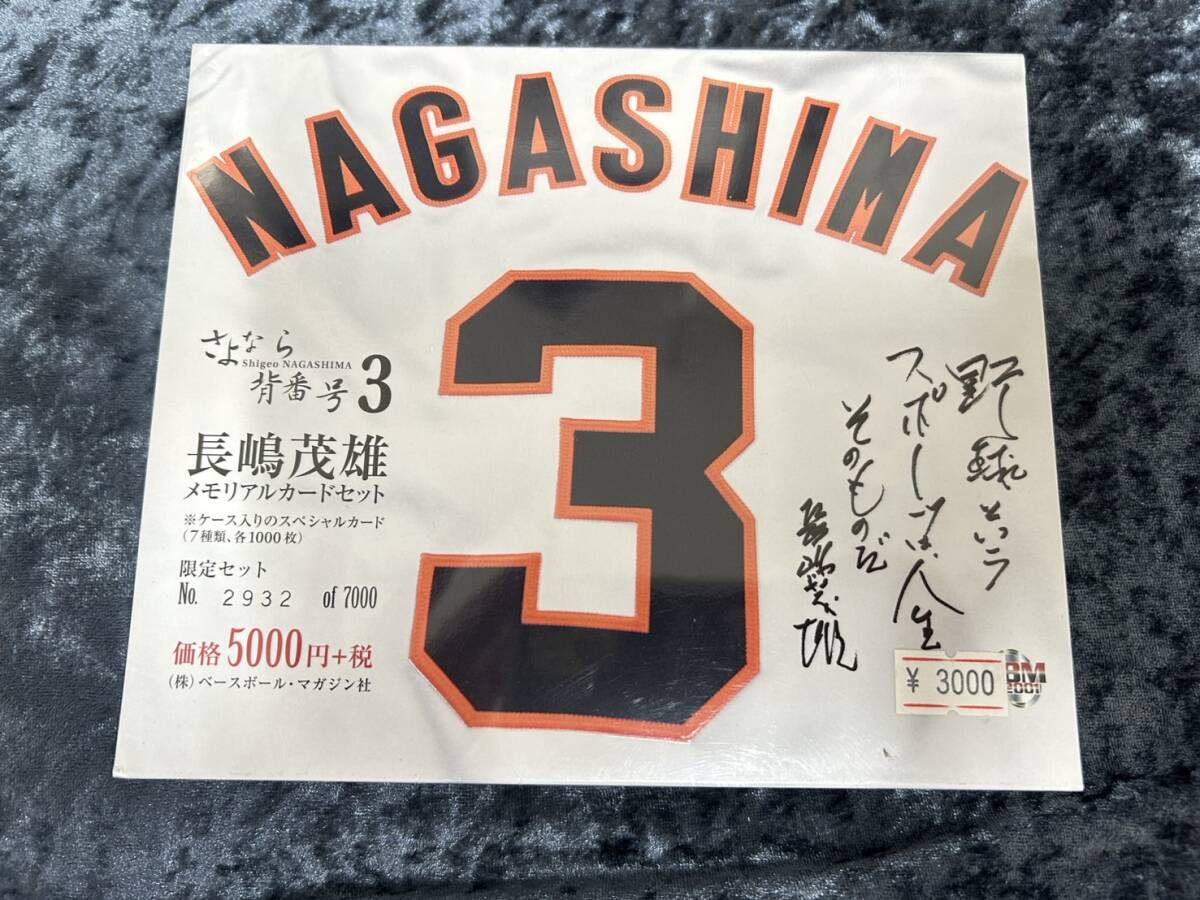 NAGASHIMA
3
さよなら
Shigeo NAGASHIMA
背番号3
長嶋茂雄
メモリアルカードセット
※ケース入りのスペシャルカード
(7種類、各1000枚)
限定セット
No. 2932 of 7000
価格5000円+税
(株)ベースボール・マガジン社
野球という
スポーツは人生
そのものだ
長嶋茂雄
¥ 3000
BM
2001